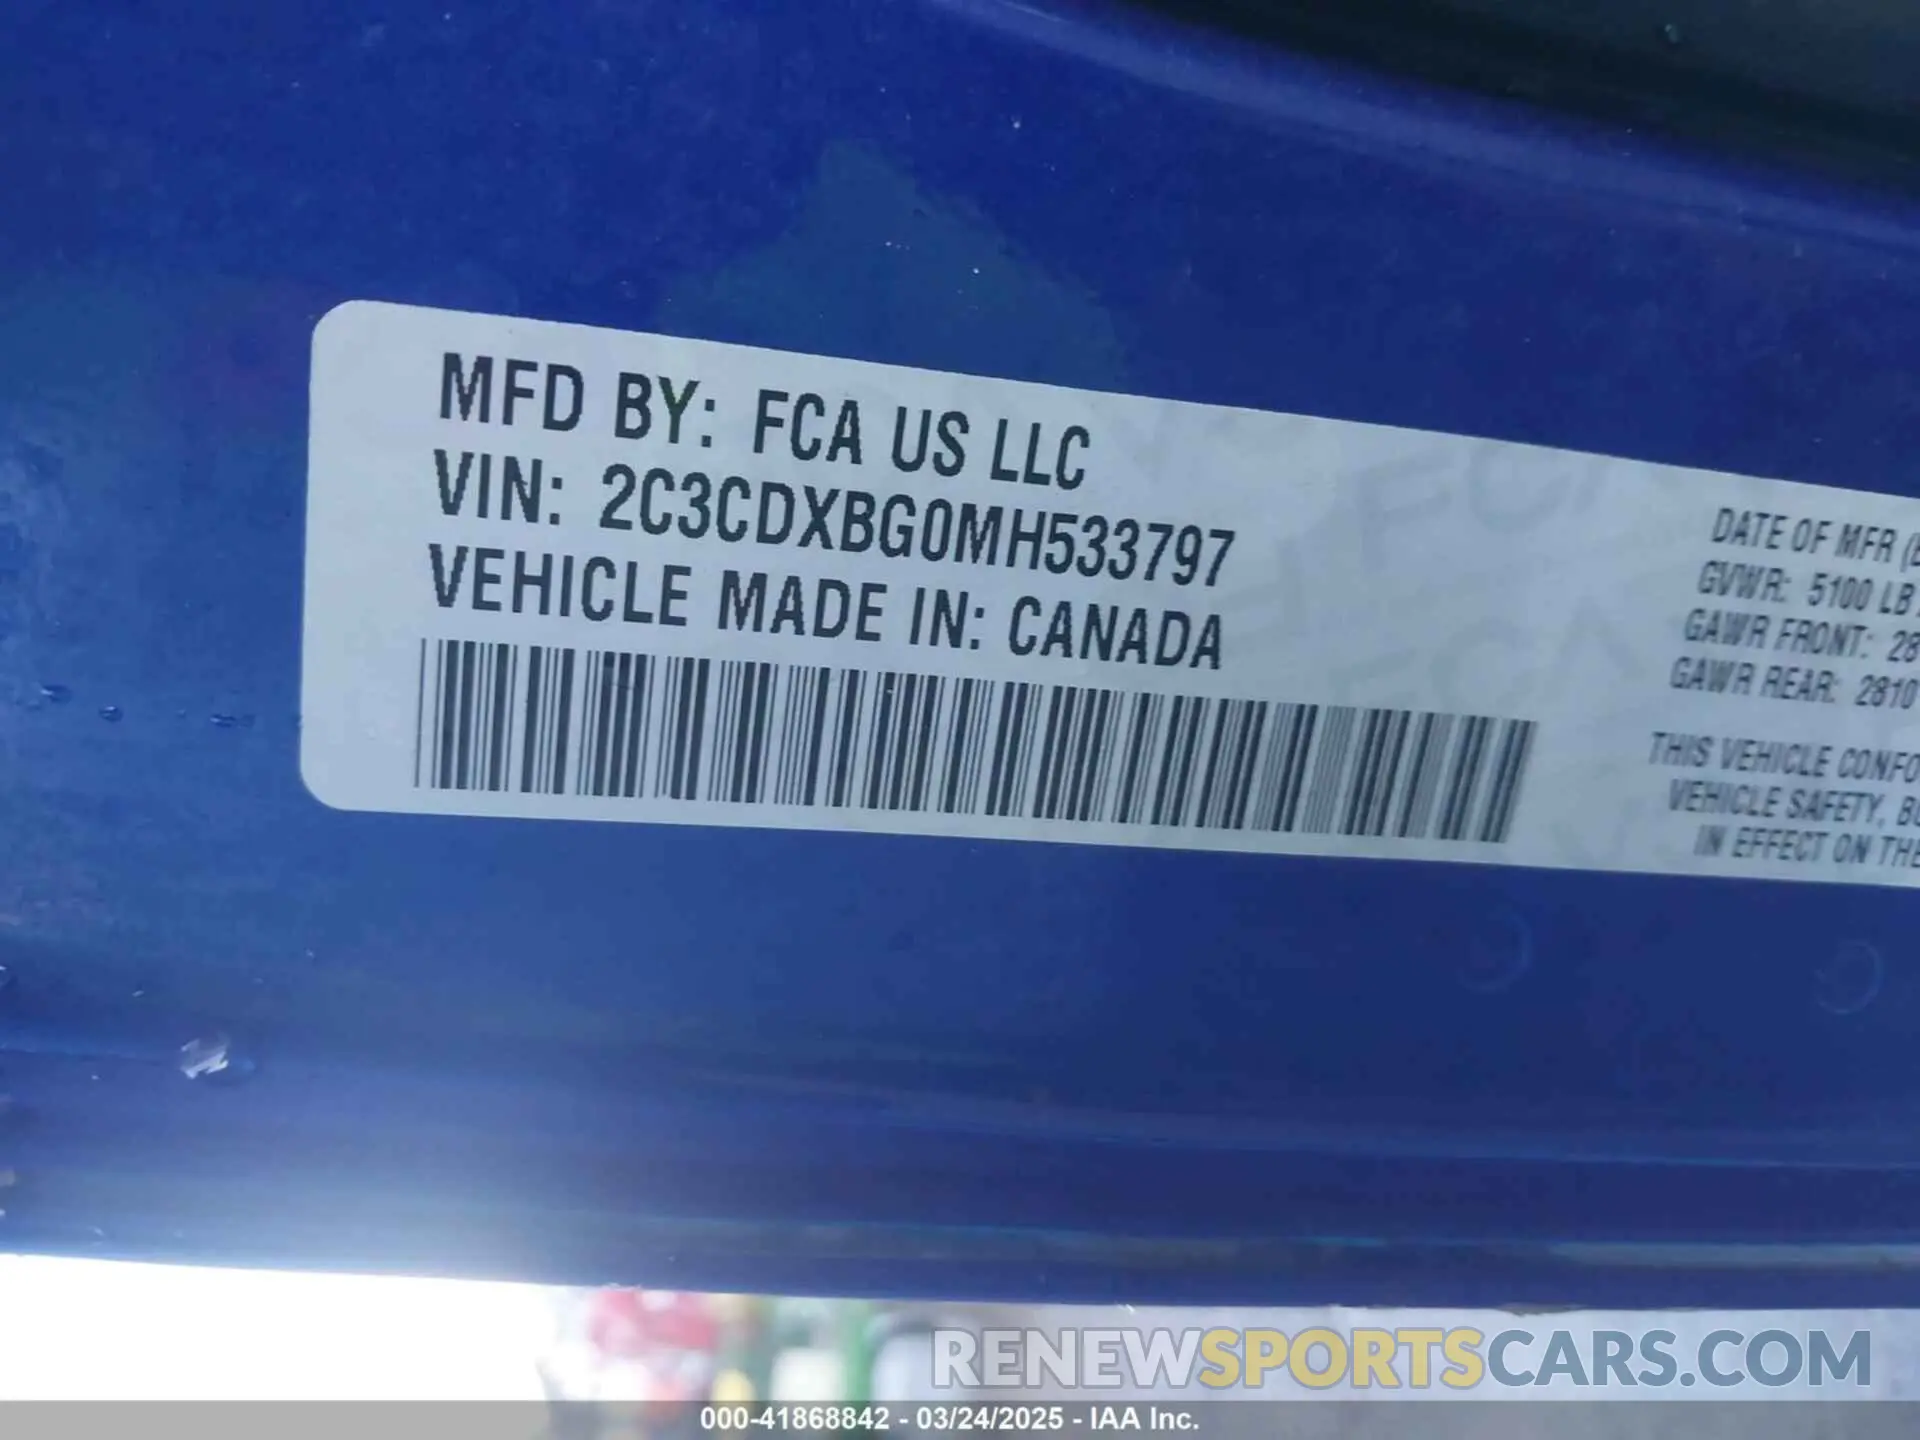 MFD BY: FCA US LLC
VIN: 2C3CDXBG0MH533797
VEHICLE MADE IN: CANADA
DATE OF MFR
GVWR: 5100 LB
GAWR FRONT: 28
GAWR REAR: 2810
THIS VEHICLE CONFO
VEHICLE SAFETY,
IN EFFECT ON THE
RENEWSPORTSCARS.COM
000-41868842 - 03/24/2025 - IAA Inc.